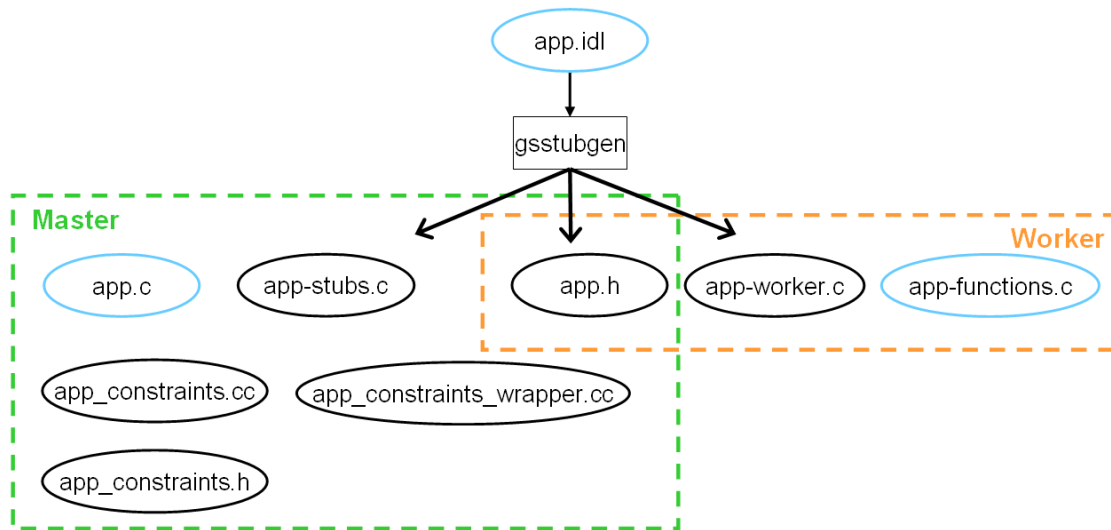 app.idl
gsstubgen
Master
Worker
app.c
app-stubs.c
app.h
app-worker.c
app-functions.c
app_constraints.cc
app_constraints_wrapper.cc
app_constraints.h